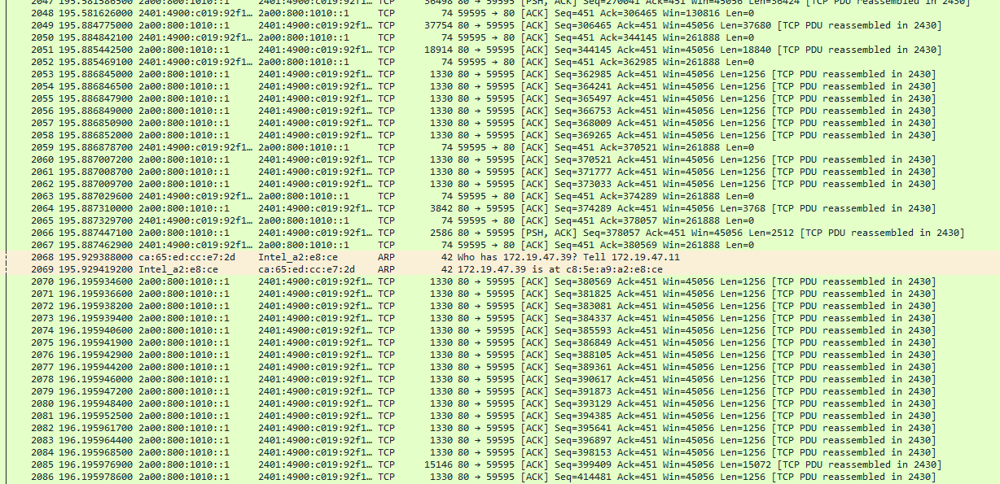 2047 195.581586500 2a00:800:1010::1 2401:4900:c019:92f1… TCP 36498 80 → 59595 [PSH, ACK] Seq=270041 Ack=451 Win=45056 Len=36424 [TCP PDU reassembled in 2430]
2048 195.581626000 2401:4900:c019:92f1… 2a00:800:1010::1 TCP 74 59595 → 80 [ACK] Seq=451 Ack=306465 Win=130816 Len=0
2049 195.884775000 2a00:800:1010::1 2401:4900:c019:92f1… TCP 37754 80 → 59595 [ACK] Seq=306465 Ack=451 Win=45056 Len=37680 [TCP PDU reassembled in 2430]
2050 195.884842100 2401:4900:c019:92f1… 2a00:800:1010::1 TCP 74 59595 → 80 [ACK] Seq=451 Ack=344145 Win=261888 Len=0
2051 195.885442500 2a00:800:1010::1 2401:4900:c019:92f1… TCP 18914 80 → 59595 [ACK] Seq=344145 Ack=451 Win=45056 Len=18840 [TCP PDU reassembled in 2430]
2052 195.885469100 2401:4900:c019:92f1… 2a00:800:1010::1 TCP 74 59595 → 80 [ACK] Seq=451 Ack=362985 Win=261888 Len=0
2053 195.886845000 2a00:800:1010::1 2401:4900:c019:92f1… TCP 1330 80 → 59595 [ACK] Seq=362985 Ack=451 Win=45056 Len=1256 [TCP PDU reassembled in 2430]
2054 195.886846500 2a00:800:1010::1 2401:4900:c019:92f1… TCP 1330 80 → 59595 [ACK] Seq=364241 Ack=451 Win=45056 Len=1256 [TCP PDU reassembled in 2430]
2055 195.886847900 2a00:800:1010::1 2401:4900:c019:92f1… TCP 1330 80 → 59595 [ACK] Seq=365497 Ack=451 Win=45056 Len=1256 [TCP PDU reassembled in 2430]
2056 195.886849000 2a00:800:1010::1 2401:4900:c019:92f1… TCP 1330 80 → 59595 [ACK] Seq=366753 Ack=451 Win=45056 Len=1256 [TCP PDU reassembled in 2430]
2057 195.886850900 2a00:800:1010::1 2401:4900:c019:92f1… TCP 1330 80 → 59595 [ACK] Seq=368009 Ack=451 Win=45056 Len=1256 [TCP PDU reassembled in 2430]
2058 195.886852000 2a00:800:1010::1 2401:4900:c019:92f1… TCP 1330 80 → 59595 [ACK] Seq=369265 Ack=451 Win=45056 Len=1256 [TCP PDU reassembled in 2430]
2059 195.886878700 2401:4900:c019:92f1… 2a00:800:1010::1 TCP 74 59595 → 80 [ACK] Seq=451 Ack=370521 Win=261888 Len=0
2060 195.887007200 2a00:800:1010::1 2401:4900:c019:92f1… TCP 1330 80 → 59595 [ACK] Seq=370521 Ack=451 Win=45056 Len=1256 [TCP PDU reassembled in 2430]
2061 195.887008700 2a00:800:1010::1 2401:4900:c019:92f1… TCP 1330 80 → 59595 [ACK] Seq=371777 Ack=451 Win=45056 Len=1256 [TCP PDU reassembled in 2430]
2062 195.887009700 2a00:800:1010::1 2401:4900:c019:92f1… TCP 1330 80 → 59595 [ACK] Seq=373033 Ack=451 Win=45056 Len=1256 [TCP PDU reassembled in 2430]
2063 195.887029600 2401:4900:c019:92f1… 2a00:800:1010::1 TCP 74 59595 → 80 [ACK] Seq=451 Ack=374289 Win=261888 Len=0
2064 195.887310000 2a00:800:1010::1 2401:4900:c019:92f1… TCP 3842 80 → 59595 [ACK] Seq=374289 Ack=451 Win=45056 Len=3768 [TCP PDU reassembled in 2430]
2065 195.887329700 2401:4900:c019:92f1… 2a00:800:1010::1 TCP 74 59595 → 80 [ACK] Seq=451 Ack=378057 Win=261888 Len=0
2066 195.887447100 2a00:800:1010::1 2401:4900:c019:92f1… TCP 2586 80 → 59595 [PSH, ACK] Seq=378057 Ack=451 Win=45056 Len=2512 [TCP PDU reassembled in 2430]
2067 195.887462900 2401:4900:c019:92f1… 2a00:800:1010::1 TCP 74 59595 → 80 [ACK] Seq=451 Ack=380569 Win=261888 Len=0
2068 195.929388000 ca:65:ed:cc:e7:2d Intel_a2:e8:ce ARP 42 Who has 172.19.47.39? Tell 172.19.47.11
2069 195.929419200 Intel_a2:e8:ce ca:65:ed:cc:e7:2d ARP 42 172.19.47.39 is at c8:5e:a9:a2:e8:ce
2070 196.195934600 2a00:800:1010::1 2401:4900:c019:92f1… TCP 1330 80 → 59595 [ACK] Seq=380569 Ack=451 Win=45056 Len=1256 [TCP PDU reassembled in 2430]
2071 196.195936600 2a00:800:1010::1 2401:4900:c019:92f1… TCP 1330 80 → 59595 [ACK] Seq=381825 Ack=451 Win=45056 Len=1256 [TCP PDU reassembled in 2430]
2072 196.195938200 2a00:800:1010::1 2401:4900:c019:92f1… TCP 1330 80 → 59595 [ACK] Seq=383081 Ack=451 Win=45056 Len=1256 [TCP PDU reassembled in 2430]
2073 196.195939400 2a00:800:1010::1 2401:4900:c019:92f1… TCP 1330 80 → 59595 [ACK] Seq=384337 Ack=451 Win=45056 Len=1256 [TCP PDU reassembled in 2430]
2074 196.195940600 2a00:800:1010::1 2401:4900:c019:92f1… TCP 1330 80 → 59595 [ACK] Seq=385593 Ack=451 Win=45056 Len=1256 [TCP PDU reassembled in 2430]
2075 196.195941900 2a00:800:1010::1 2401:4900:c019:92f1… TCP 1330 80 → 59595 [ACK] Seq=386849 Ack=451 Win=45056 Len=1256 [TCP PDU reassembled in 2430]
2076 196.195942900 2a00:800:1010::1 2401:4900:c019:92f1… TCP 1330 80 → 59595 [ACK] Seq=388105 Ack=451 Win=45056 Len=1256 [TCP PDU reassembled in 2430]
2077 196.195944200 2a00:800:1010::1 2401:4900:c019:92f1… TCP 1330 80 → 59595 [ACK] Seq=389361 Ack=451 Win=45056 Len=1256 [TCP PDU reassembled in 2430]
2078 196.195946000 2a00:800:1010::1 2401:4900:c019:92f1… TCP 1330 80 → 59595 [ACK] Seq=390617 Ack=451 Win=45056 Len=1256 [TCP PDU reassembled in 2430]
2079 196.195947200 2a00:800:1010::1 2401:4900:c019:92f1… TCP 1330 80 → 59595 [ACK] Seq=391873 Ack=451 Win=45056 Len=1256 [TCP PDU reassembled in 2430]
2080 196.195948400 2a00:800:1010::1 2401:4900:c019:92f1… TCP 1330 80 → 59595 [ACK] Seq=393129 Ack=451 Win=45056 Len=1256 [TCP PDU reassembled in 2430]
2081 196.195952500 2a00:800:1010::1 2401:4900:c019:92f1… TCP 1330 80 → 59595 [ACK] Seq=394385 Ack=451 Win=45056 Len=1256 [TCP PDU reassembled in 2430]
2082 196.195961700 2a00:800:1010::1 2401:4900:c019:92f1… TCP 1330 80 → 59595 [ACK] Seq=395641 Ack=451 Win=45056 Len=1256 [TCP PDU reassembled in 2430]
2083 196.195964400 2a00:800:1010::1 2401:4900:c019:92f1… TCP 1330 80 → 59595 [ACK] Seq=396897 Ack=451 Win=45056 Len=1256 [TCP PDU reassembled in 2430]
2084 196.195968500 2a00:800:1010::1 2401:4900:c019:92f1… TCP 1330 80 → 59595 [ACK] Seq=398153 Ack=451 Win=45056 Len=1256 [TCP PDU reassembled in 2430]
2085 196.195976900 2a00:800:1010::1 2401:4900:c019:92f1… TCP 15146 80 → 59595 [ACK] Seq=399409 Ack=451 Win=45056 Len=15072 [TCP PDU reassembled in 2430]
2086 196.195978600 2a00:800:1010::1 2401:4900:c019:92f1… TCP 1330 80 → 59595 [ACK] Seq=414481 Ack=451 Win=45056 Len=1256 [TCP PDU reassembled in 2430]